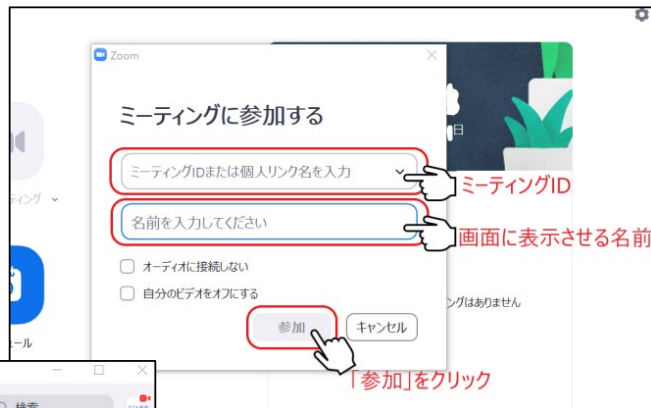 Zoom
ミーティングに参加する
ミーティングIDまたは個人リンク名を入力
ミーティングID
名前を入力してください
画面に表示させる名前
オーディオに接続しない
自分のビデオをオフにする
参加
キャンセル
「参加」をクリック
ティング
日
ングはありません
ール
検索